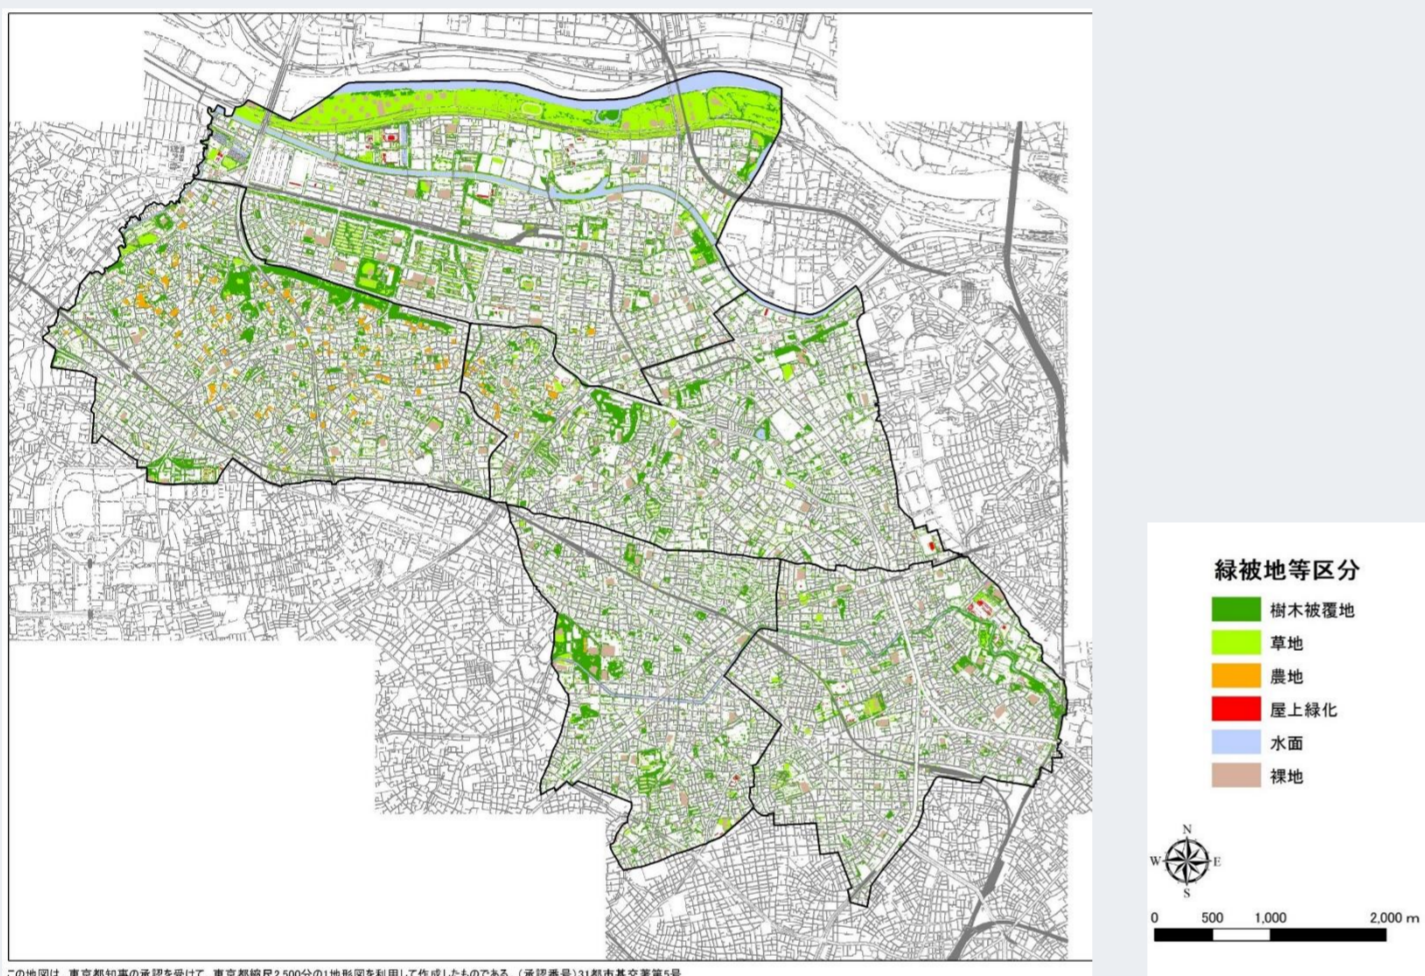 緑被地等区分
樹木被覆地
草地
農地
屋上緑化
水面
裸地
N
W E
S
0 500 1,000 2,000 m
この地図は、東京都知事の承認を受けて、東京都縮尺2,500分の1地形図を利用して作成したものである。(承認番号)31都市基交著第5号